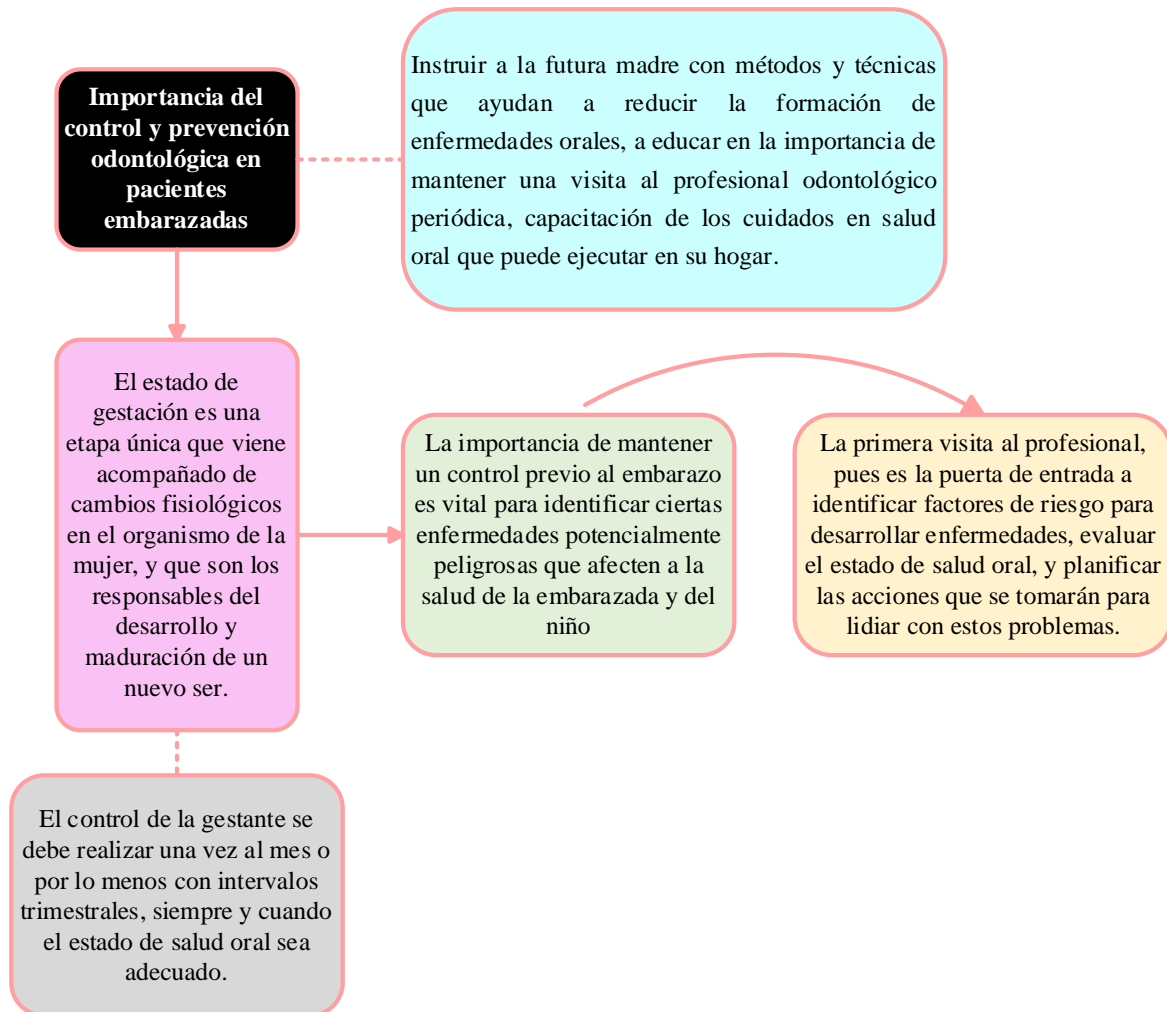 Importancia del
control y prevención
odontológica en
pacientes
embarazadas
Instruir a la futura madre con métodos y técnicas
que ayudan a reducir la formación de
enfermedades orales, a educar en la importancia de
mantener una visita al profesional odontológico
periódica, capacitación de los cuidados en salud
oral que puede ejecutar en su hogar.
El estado de
gestación es una
etapa única que viene
acompañado de
cambios fisiológicos
en el organismo de la
mujer, y que son los
responsables del
desarrollo y
maduración de un
nuevo ser.
La importancia de mantener
un control previo al embarazo
es vital para identificar ciertas
enfermedades potencialmente
peligrosas que afecten a la
salud de la embarazada y del
niño
La primera visita al profesional,
pues es la puerta de entrada a
identificar factores de riesgo para
desarrollar enfermedades, evaluar
el estado de salud oral, y planificar
las acciones que se tomarán para
lidiar con estos problemas.
El control de la gestante se
debe realizar una vez al mes o
por lo menos con intervalos
trimestrales, siempre y cuando
el estado de salud oral sea
adecuado.